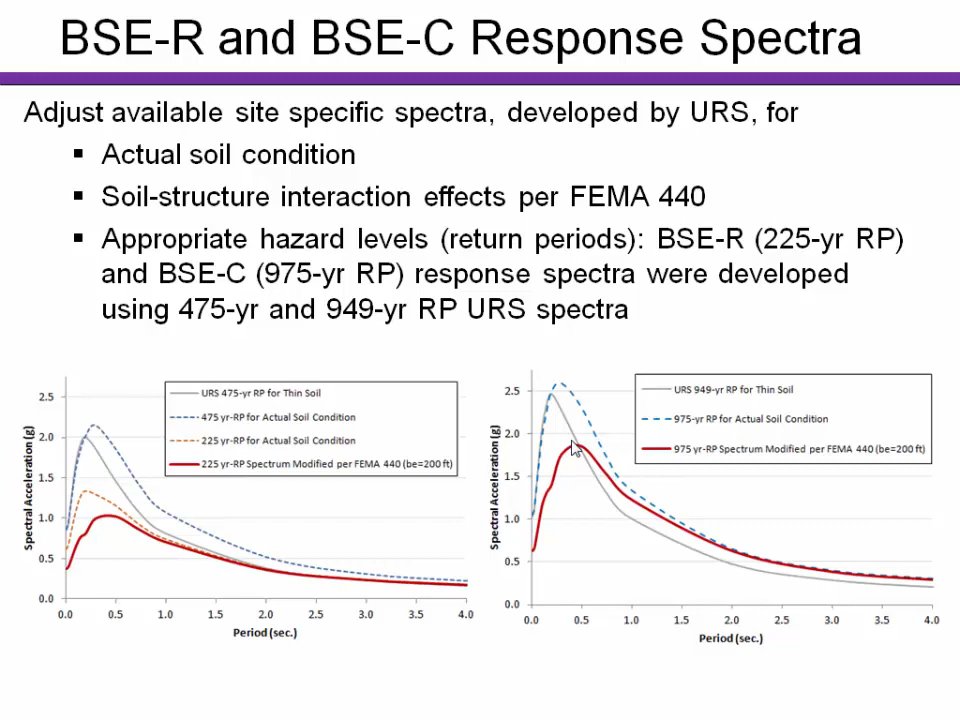 BSE-R and BSE-C Response Spectra
Adjust available site specific spectra, developed by URS, for
▪ Actual soil condition
▪ Soil-structure interaction effects per FEMA 440
▪ Appropriate hazard levels (return periods): BSE-R (225-yr RP)
and BSE-C (975-yr RP) response spectra were developed
using 475-yr and 949-yr RP URS spectra
Spectral Acceleration (g)
2.5
2.0
1.5
1.0
0.5
0.0
URS 475-yr RP for Thin Soil
475 yr-RP for Actual Soil Condition
225 yr-RP for Actual Soil Condition
225 yr-RP Spectrum Modified per FEMA 440 (be=200 ft)
0.0 0.5 1.0 1.5 2.0 2.5 3.0 3.5 4.0
Period (sec.)
Spectral Acceleration (g)
2.5
2.0
1.5
1.0
0.5
0.0
URS 949-yr RP for Thin Soil
975-yr RP for Actual Soil Condition
975 yr-RP Spectrum Modified per FEMA 440 (be=200 ft)
0.0 0.5 1.0 1.5 2.0 2.5 3.0 3.5 4.0
Period (sec.)